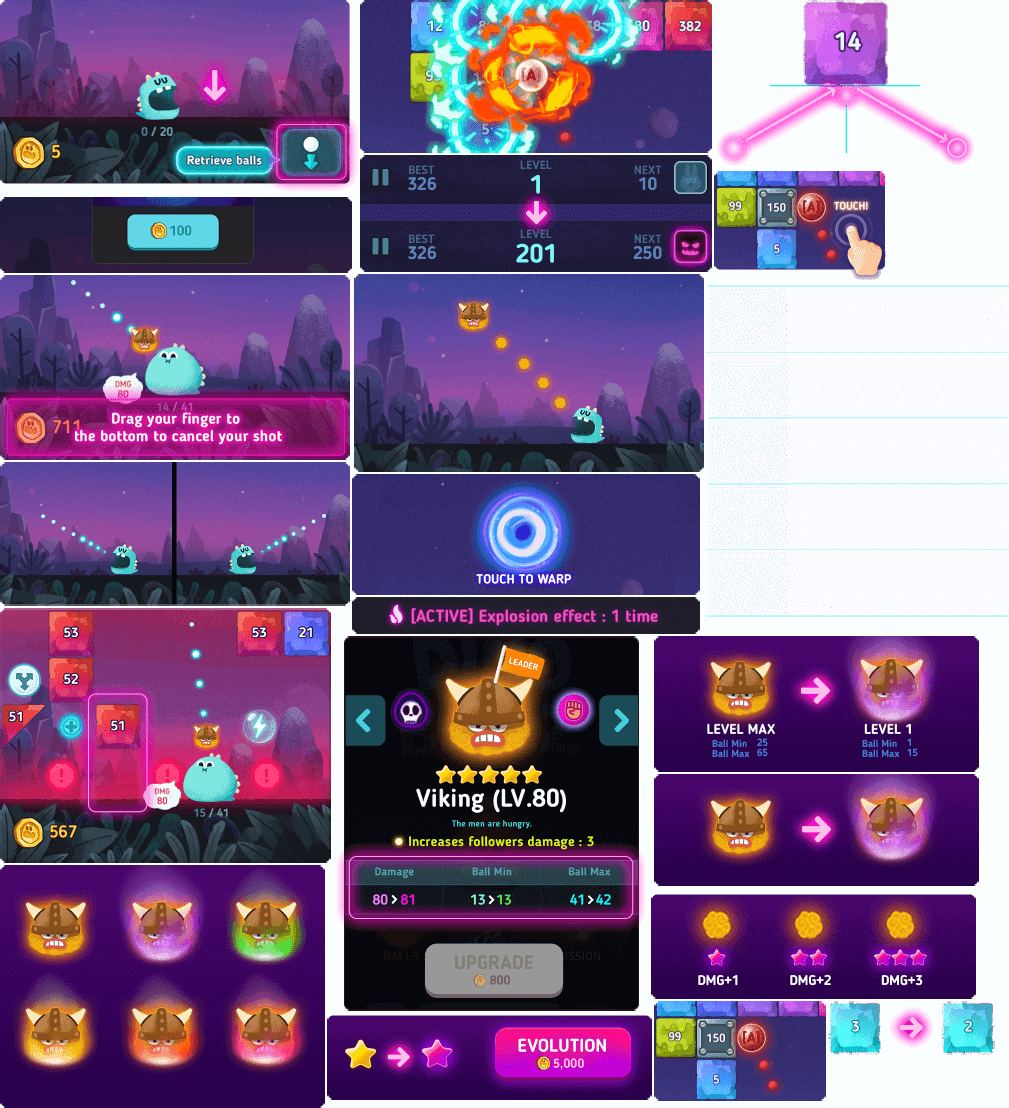 0 / 20
5
Retrieve balls
12
80
382
99
5
14
BEST
326
LEVEL
1
NEXT
10
BEST
326
LEVEL
201
NEXT
250
99
150
[A]
TOUCH!
5
100
DMG
80
14 / 41
711
Drag your finger to
the bottom to cancel your shot
TOUCH TO WARP
[ACTIVE] Explosion effect : 1 time
53
53
21
52
51
51
DMG
80
15 / 41
567
LEADER
Viking (LV.80)
The men are hungry.
Increases followers damage : 3
Damage
Ball Min
Ball Max
80 > 81
13 > 13
41 > 42
BALLS
UPGRADE
800
LEVEL MAX
Ball Min 25
Ball Max 65
LEVEL 1
Ball Min 1
Ball Max 15
DMG+1
DMG+2
DMG+3
EVOLUTION
5,000
99
150
[A]
5
3
2